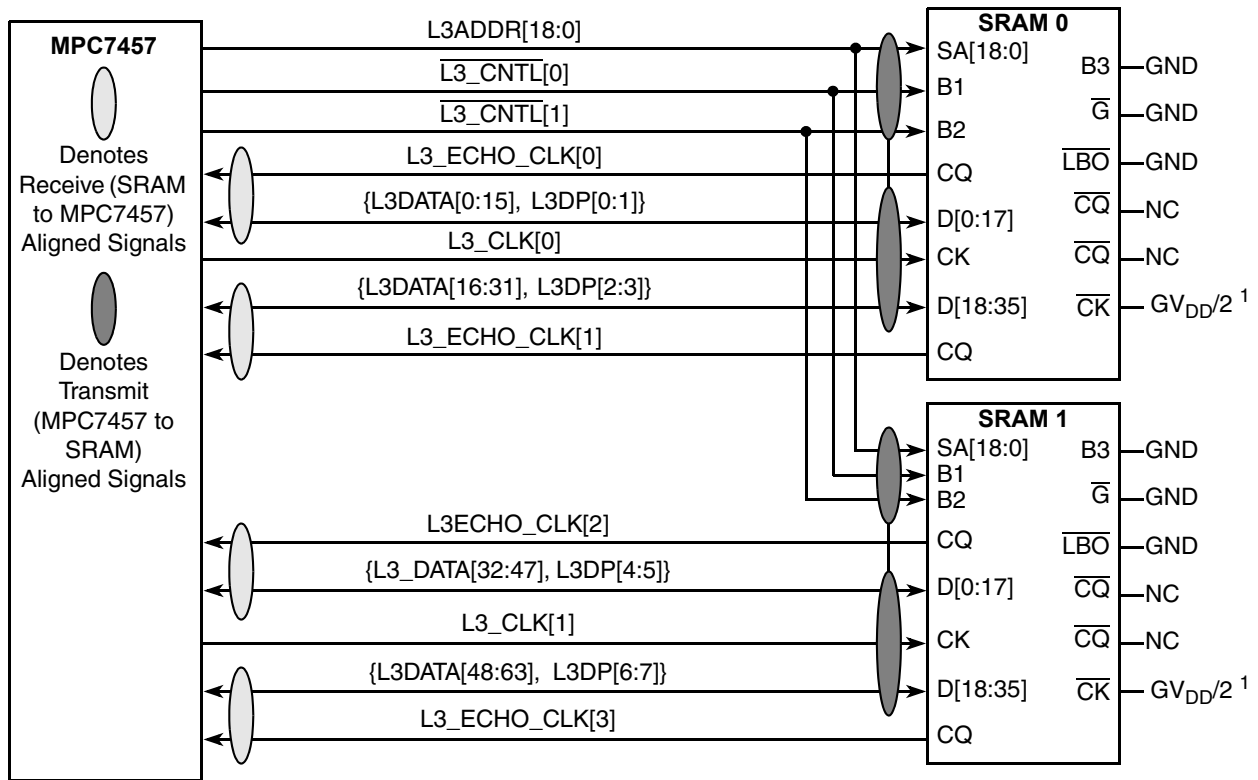 MPC7457
Denotes
Receive (SRAM
to MPC7457)
Aligned Signals
Denotes
Transmit
(MPC7457 to
SRAM)
Aligned Signals
L3ADDR[18:0]
L3_CNTL[0]
L3_CNTL[1]
L3_ECHO_CLK[0]
{L3DATA[0:15], L3DP[0:1]}
L3_CLK[0]
{L3DATA[16:31], L3DP[2:3]}
L3_ECHO_CLK[1]
L3ECHO_CLK[2]
{L3_DATA[32:47], L3DP[4:5]}
L3_CLK[1]
{L3DATA[48:63], L3DP[6:7]}
L3_ECHO_CLK[3]
SRAM 0
SA[18:0]
B1
B2
CQ
D[0:17]
CK
D[18:35]
CQ
B3 GND
G GND
LBO GND
CQ NC
CQ NC
CK GVDD/2 1
SRAM 1
SA[18:0]
B1
B2
CQ
D[0:17]
CK
D[18:35]
CQ
B3 GND
G GND
LBO GND
CQ NC
CQ NC
CK GVDD/2 1